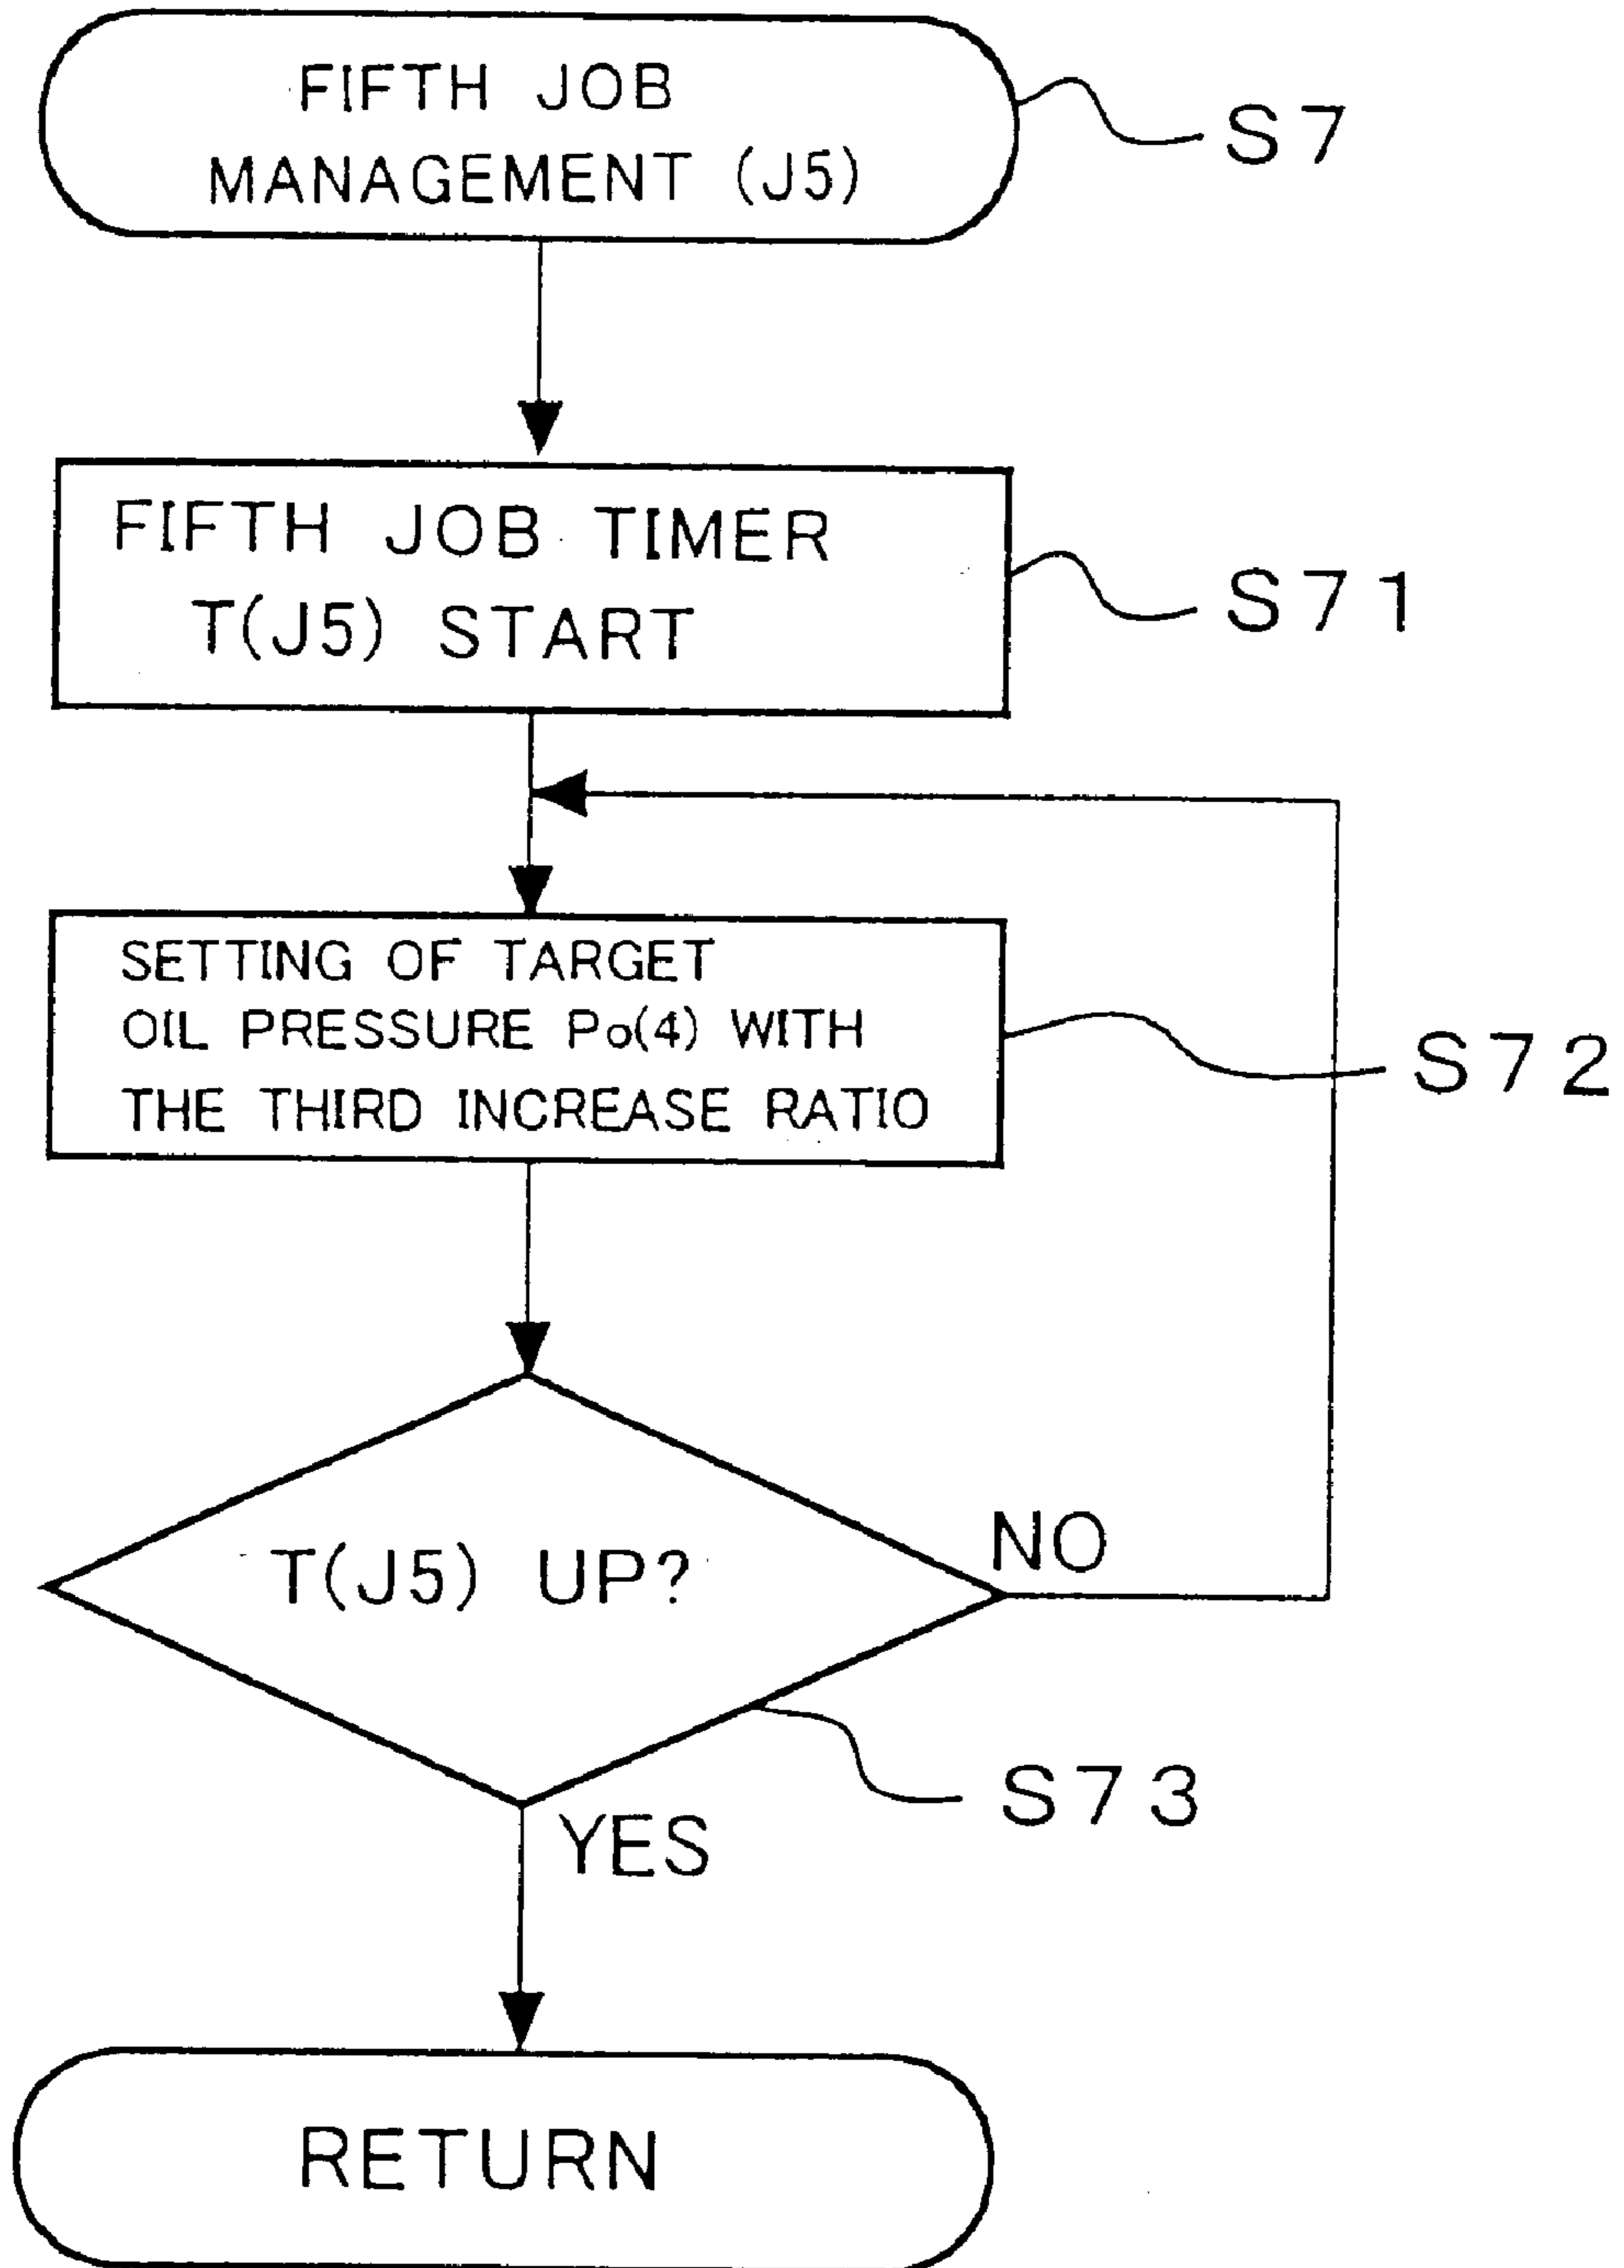 FIFTH JOB
MANAGEMENT (J5)
S7
FIFTH JOB TIMER
T(J5) START
S71
SETTING OF TARGET
OIL PRESSURE Po(4) WITH
THE THIRD INCREASE RATIO
S72
T(J5) UP?
NO
S73
YES
RETURN